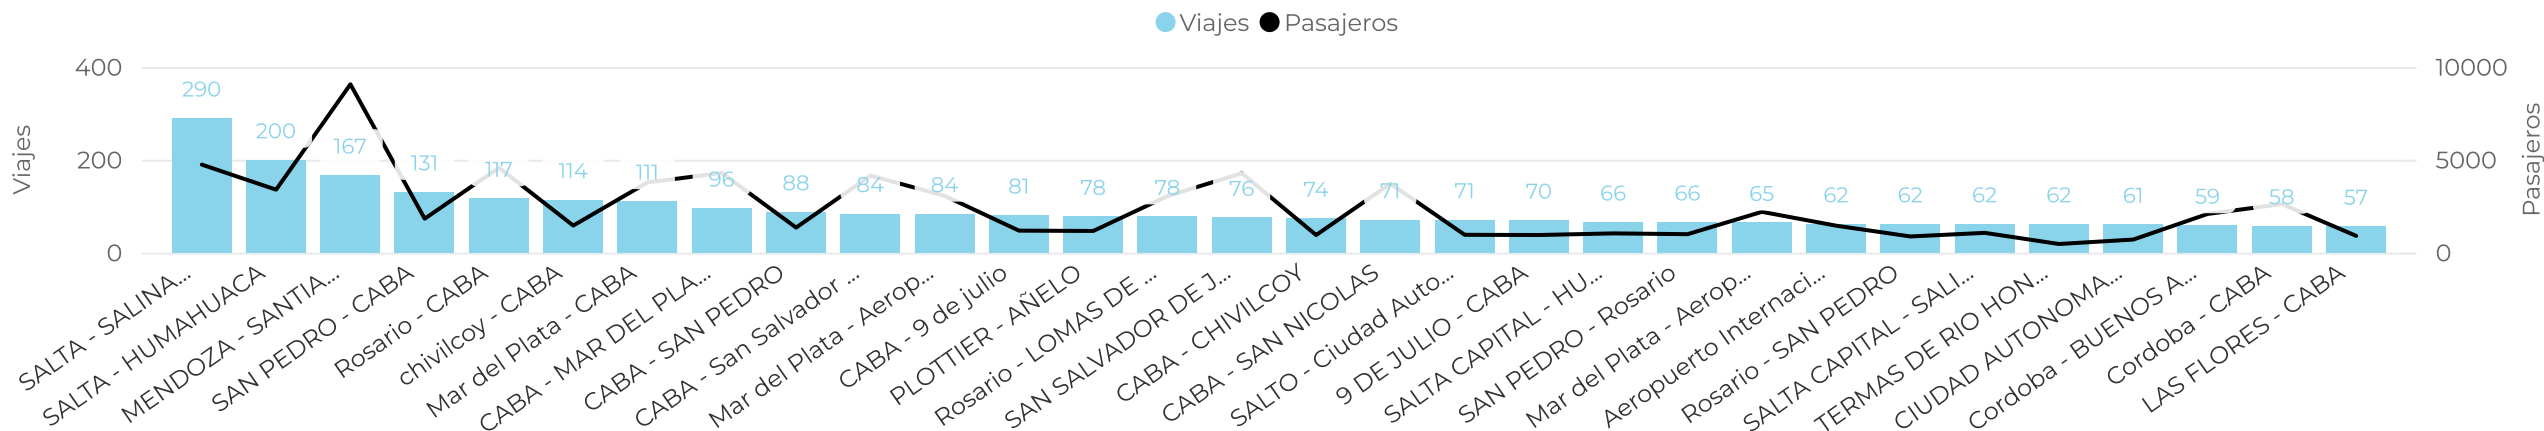 Viajes Pasajeros
400
200
0
Viajes
10000
5000
0
Pasajeros
290
200
167
131
117
114
111
96
88
84
84
81
78
78
76
74
71
71
70
66
66
65
62
62
62
62
61
59
58
57
SALTA - SALINA...
SALTA - HUMAHUACA
MENDOZA - SANTIA...
SAN PEDRO - CABA
Rosario - CABA
chivilcoy - CABA
Mar del Plata - CABA
CABA - MAR DEL PLA...
CABA - SAN PEDRO
CABA - San Salvador ...
Mar del Plata - Aerop...
CABA - 9 de julio
PLOTTIER - AÑELO
Rosario - LOMAS DE ...
SAN SALVADOR DE J...
CABA - CHIVILCOY
CABA - SAN NICOLAS
SALTO - Ciudad Auto...
9 DE JULIO - CABA
SALTA CAPITAL - HU...
SAN PEDRO - Rosario
Mar del Plata - Aerop...
Aeropuerto Internaci...
Rosario - SAN PEDRO
SALTA CAPITAL - SALI...
TERMAS DE RIO HON...
CIUDAD AUTONOMA...
Cordoba - BUENOS A...
Cordoba - CABA
LAS FLORES - CABA